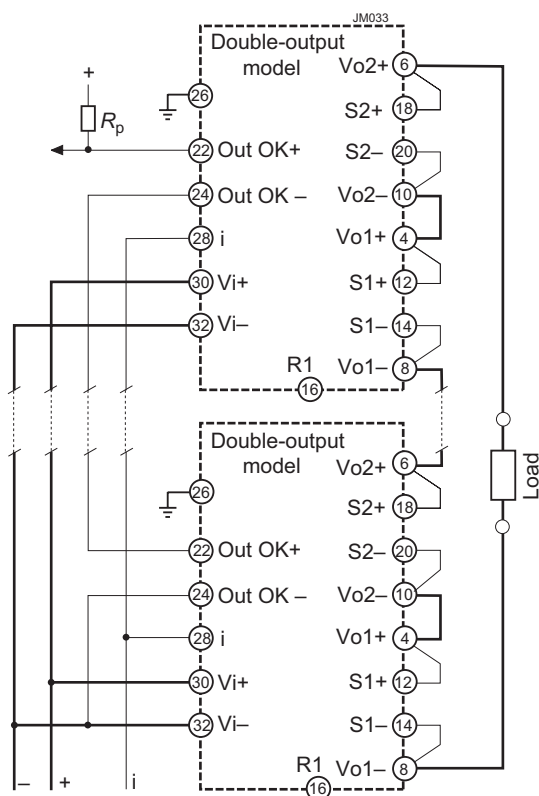 JM033
Double-output
model
Vo2+ 6
26
S2+ 18
+
Rp
22 Out OK+
S2– 20
24 Out OK –
Vo2– 10
28 i
Vo1+ 4
30 Vi+
S1+ 12
32 Vi–
S1– 14
R1
16
Vo1– 8
Double-output
model
Vo2+ 6
26
S2+ 18
Load
22 Out OK+
S2– 20
24 Out OK –
Vo2– 10
28 i
Vo1+ 4
30 Vi+
S1+ 12
32 Vi–
S1– 14
R1
16
Vo1– 8
– + i